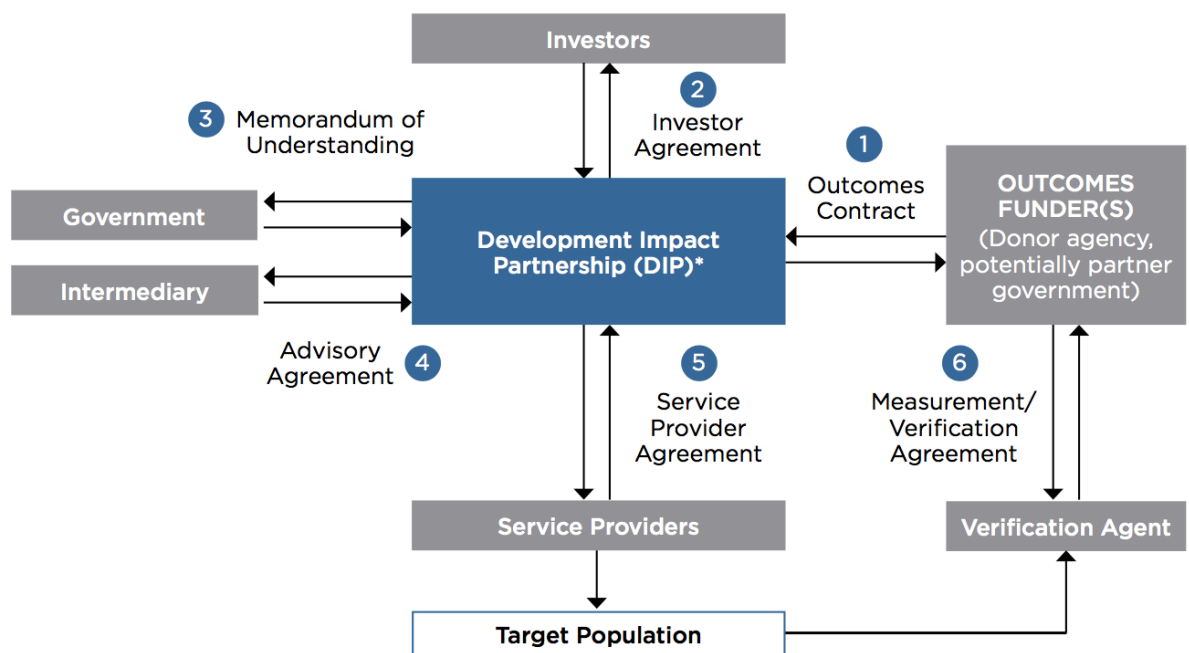 Investors
2
Investor
Agreement
3
Memorandum of
Understanding
1
Outcomes
Contract
OUTCOMES
FUNDER(S)
(Donor agency,
potentially partner
government)
Government
Development Impact
Partnership (DIP)*
Intermediary
Advisory
Agreement
4
5
Service
Provider
Agreement
6
Measurement/
Verification
Agreement
Service Providers
Verification Agent
Target Population